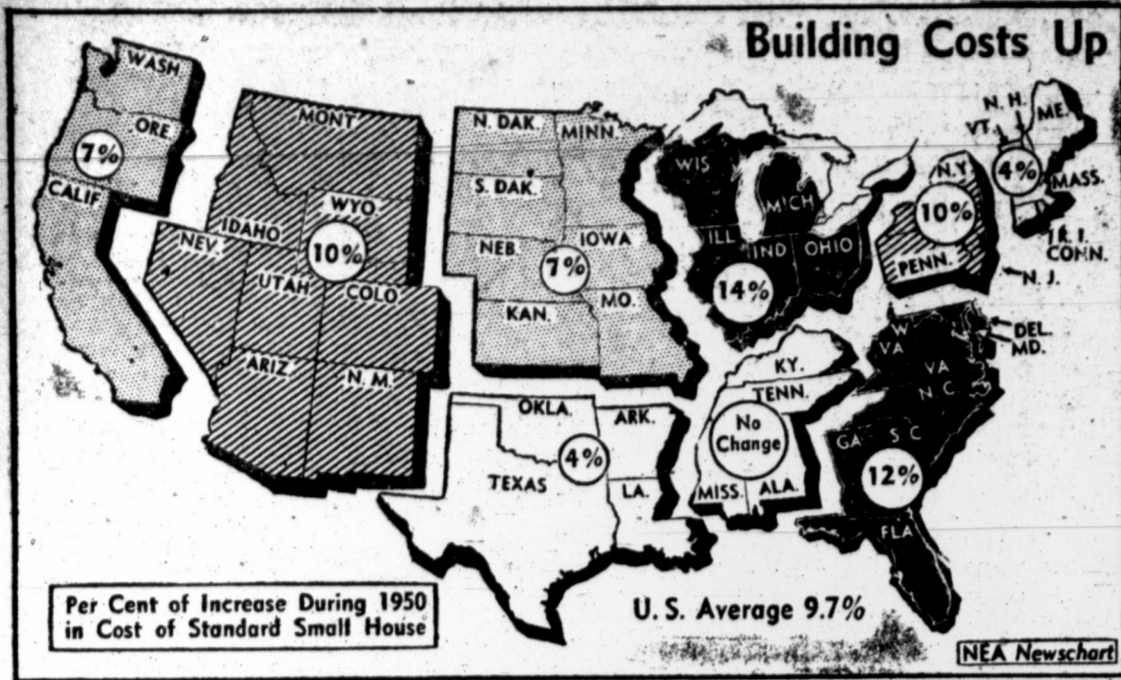 Building Costs Up
WASH
ORE.
7%
CALIF
MONT
IDAHO
WYO.
10%
NEV.
UTAH
COLO.
ARIZ.
N. M.
N. DAK.
MINN.
S. DAK.
NEB.
IOWA
7%
KAN.
MO.
WIS
MICH
ILL
IND
OHIO
14%
N.Y.
10%
PENN.
N. J.
N. H.
VT.
ME.
4%
MASS.
R. I.
CONN.
OKLA.
ARK.
4%
TEXAS
LA.
KY.
TENN.
No
Change
MISS.
ALA.
W
VA
DEL.
MD.
VA
N C
GA
S C
12%
FLA
Per Cent of Increase During 1950
in Cost of Standard Small House
U. S. Average 9.7%
NEA Newschart